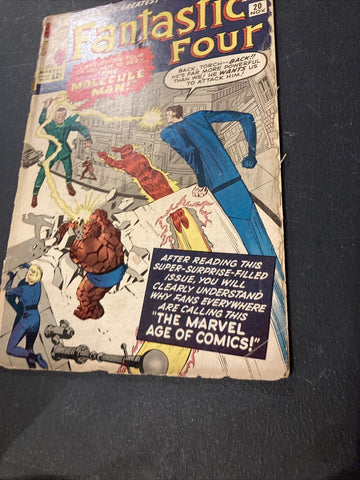 GREATEST
Fantastic
FOUR
20
NOV.
MARVEL
12¢
MOLECULE
MAN!"
BACK, TORCH--BACK!!
HE'S FAR MORE POWERFUL
THAN WE! HE WANTS US
TO ATTACK HIM!
AFTER READING THIS
SUPER-SURPRISE-FILLED
ISSUE, YOU WILL
CLEARLY UNDERSTAND
WHY FANS EVERYWHERE
ARE CALLING THIS
"THE MARVEL
AGE OF COMICS!"